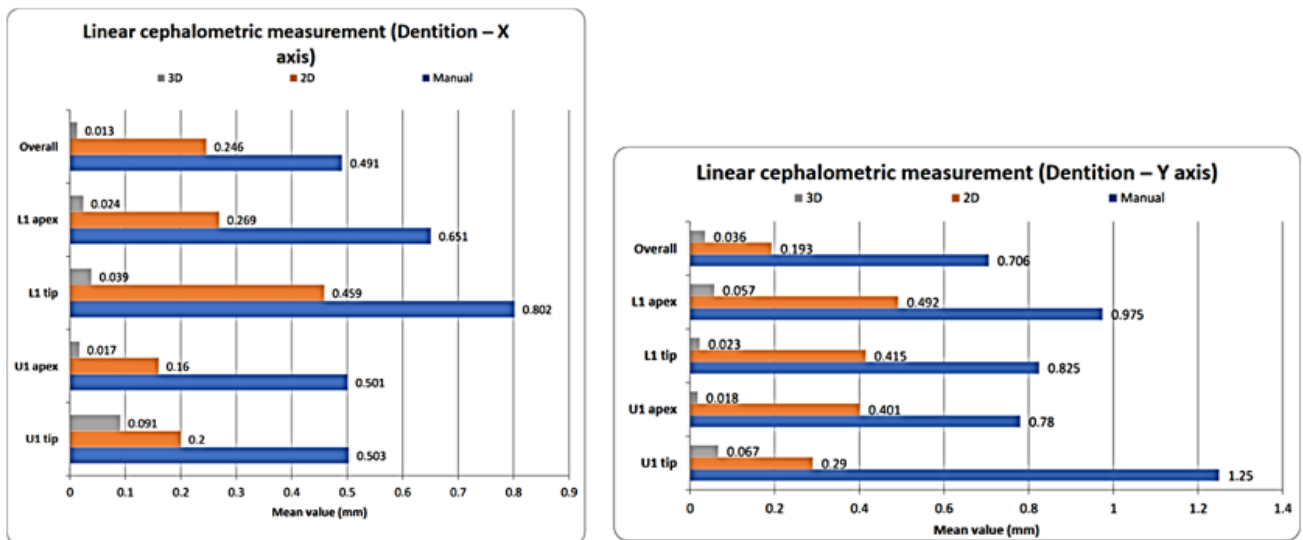 Linear cephalometric measurement (Dentition – X
axis)
3D 2D Manual
Overall 0.013 0.246 0.491
L1 apex 0.024 0.269 0.651
L1 tip 0.039 0.459 0.802
U1 apex 0.017 0.16 0.501
U1 tip 0.091 0.2 0.503
0 0.1 0.2 0.3 0.4 0.5 0.6 0.7 0.8 0.9
Mean value (mm)
Linear cephalometric measurement (Dentition – Y axis)
3D 2D Manual
Overall 0.036 0.193 0.706
L1 apex 0.057 0.492 0.975
L1 tip 0.023 0.415 0.825
U1 apex 0.018 0.401 0.78
U1 tip 0.067 0.29 1.25
0 0.2 0.4 0.6 0.8 1 1.2 1.4
Mean value (mm)